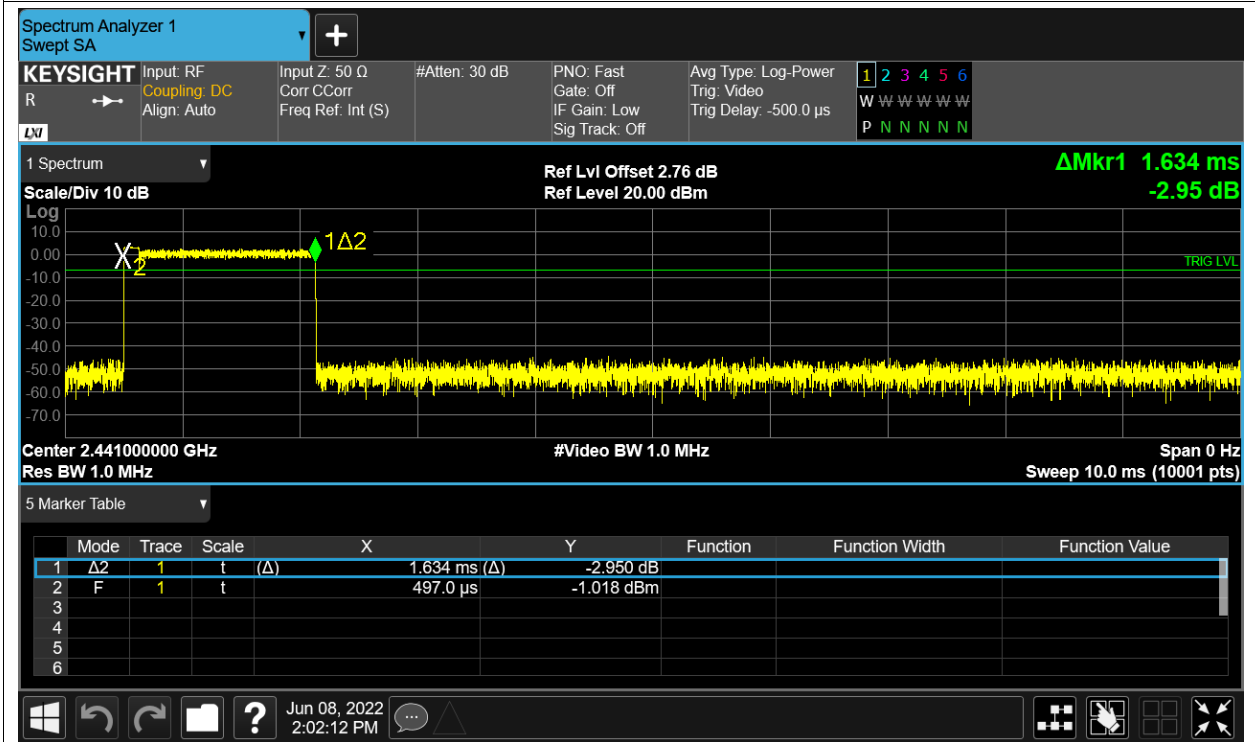 Spectrum Analyzer 1
Swept SA
KEYSIGHT Input: RF Input Z: 50 Ω #Atten: 30 dB PNO: Fast Avg Type: Log-Power 1 2 3 4 5 6
R Coupling: DC Corr CCorr Gate: Off Trig: Video W W W W W W
Align: Auto Freq Ref: Int (S) IF Gain: Low Trig Delay: -500.0 µs
LXI Sig Track: Off P N N N N N
1 Spectrum Ref Lvl Offset 2.76 dB ΔMkr1 1.634 ms
Scale/Div 10 dB Ref Level 20.00 dBm -2.95 dB
Log
10.0
0.00 X 2 1Δ2
TRIG LVL
-10.0
-20.0
-30.0
-40.0
-50.0
-60.0
-70.0
Center 2.441000000 GHz #Video BW 1.0 MHz Span 0 Hz
Res BW 1.0 MHz Sweep 10.0 ms (10001 pts)
5 Marker Table
Mode Trace Scale X Y Function Function Width Function Value
1 Δ2 1 t (Δ) 1.634 ms (Δ) -2.950 dB
2 F 1 t 497.0 µs -1.018 dBm
3
4
5
6
? Jun 08, 2022
2:02:12 PM